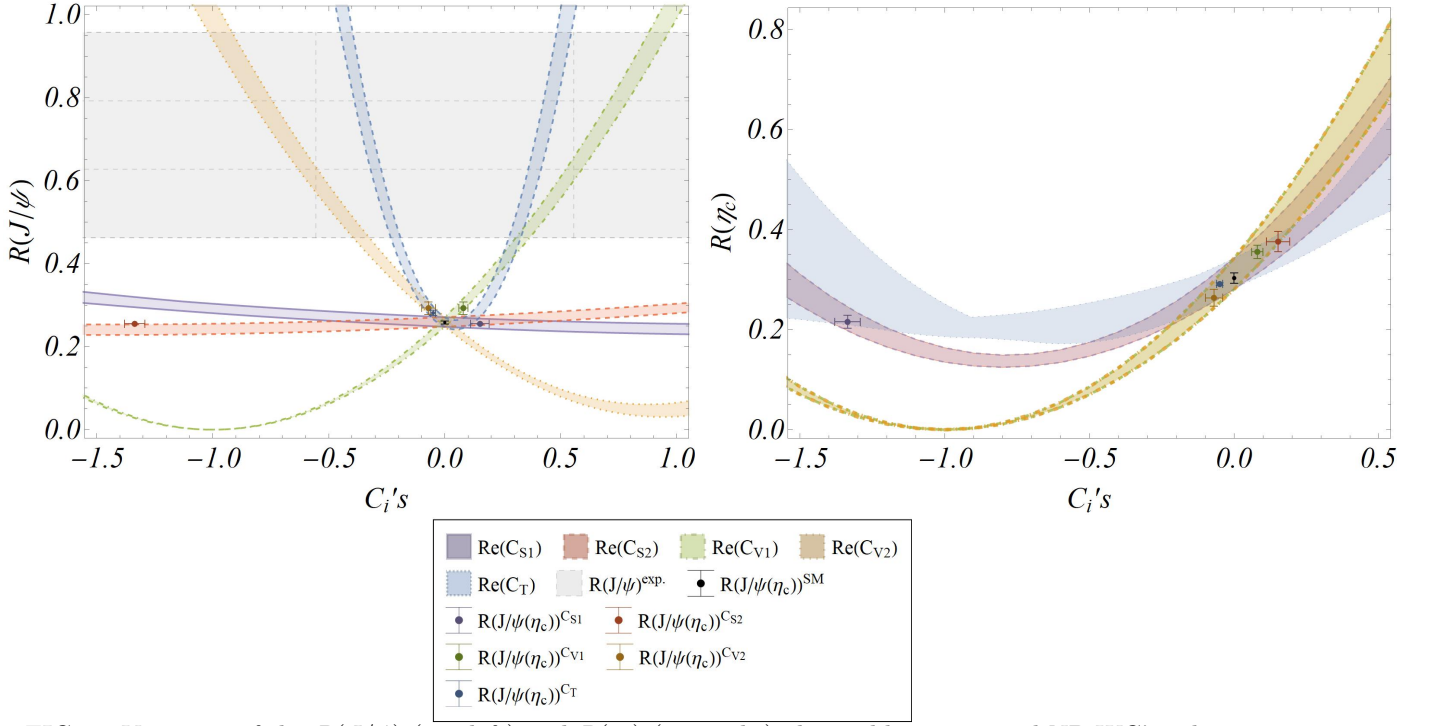 1.0
0.8
0.6
0.4
0.2
0.0
R(J/ψ)
−1.5 −1.0 −0.5 0.0 0.5 1.0
C_i's
0.8
0.6
0.4
0.2
0.0
R(η_c)
−1.5 −1.0 −0.5 0.0 0.5
C_i's
Re(C_S1) Re(C_S2) Re(C_V1) Re(C_V2)
Re(C_T) R(J/ψ)^exp. R(J/ψ(η_c))^SM
R(J/ψ(η_c))^C_S1 R(J/ψ(η_c))^C_S2
R(J/ψ(η_c))^C_V1 R(J/ψ(η_c))^C_V2
R(J/ψ(η_c))^C_T